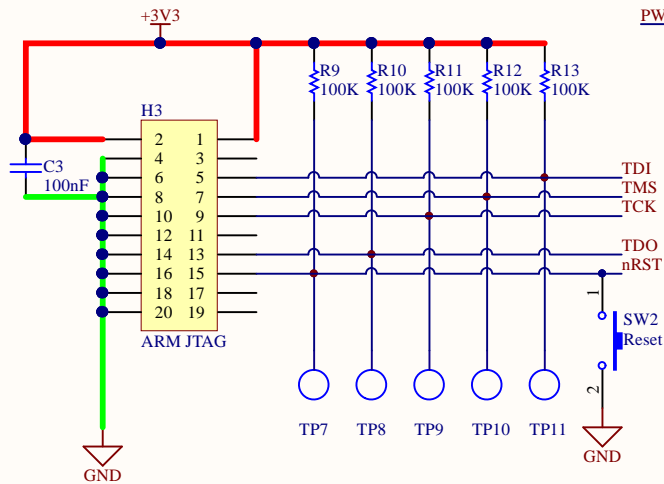 +3V3
PW
R9
100K
R10
100K
R11
100K
R12
100K
R13
100K
H3
2 1
4 3
6 5
8 7
10 9
12 11
14 13
16 15
18 17
20 19
ARM JTAG
C3
100nF
TDI
TMS
TCK
TDO
nRST
1
SW2
Reset
2
TP7
TP8
TP9
TP10
TP11
GND
GND